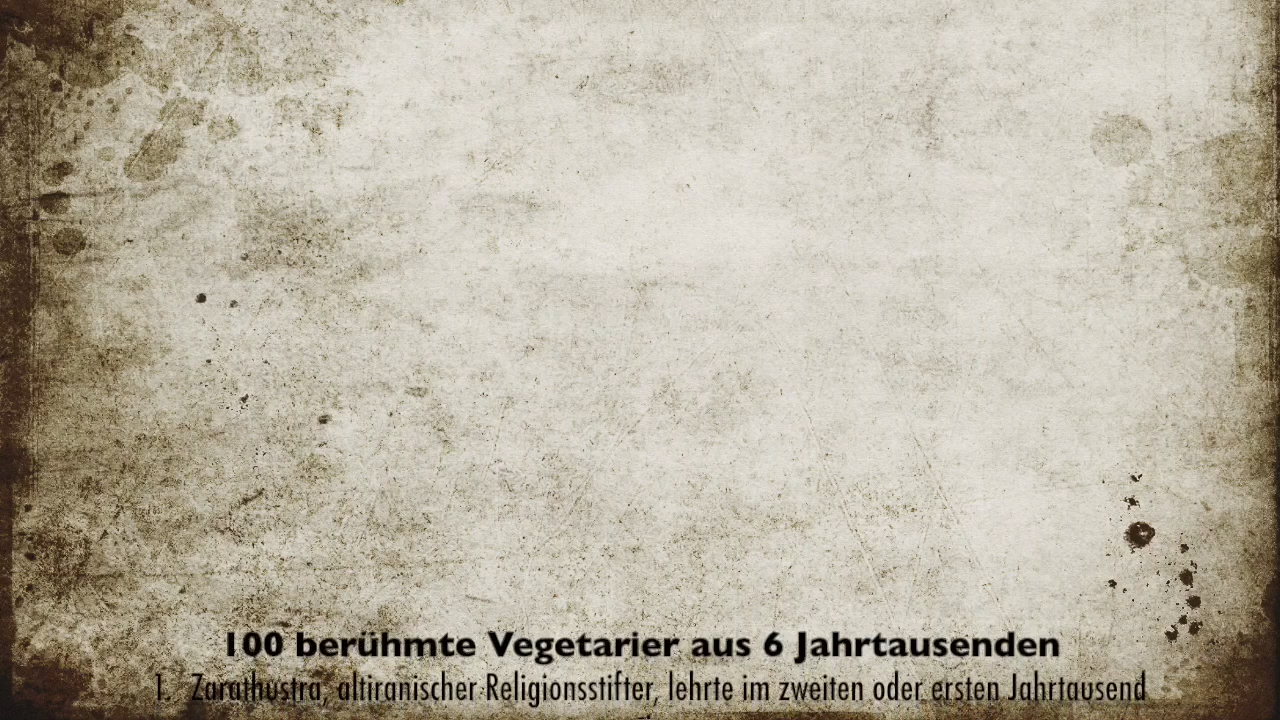 100 berühmte Vegetarier aus 6 Jahrtausenden
1. Zarathustra, altiranischer Religionsstifter, lehrte im zweiten oder ersten Jahrtausend